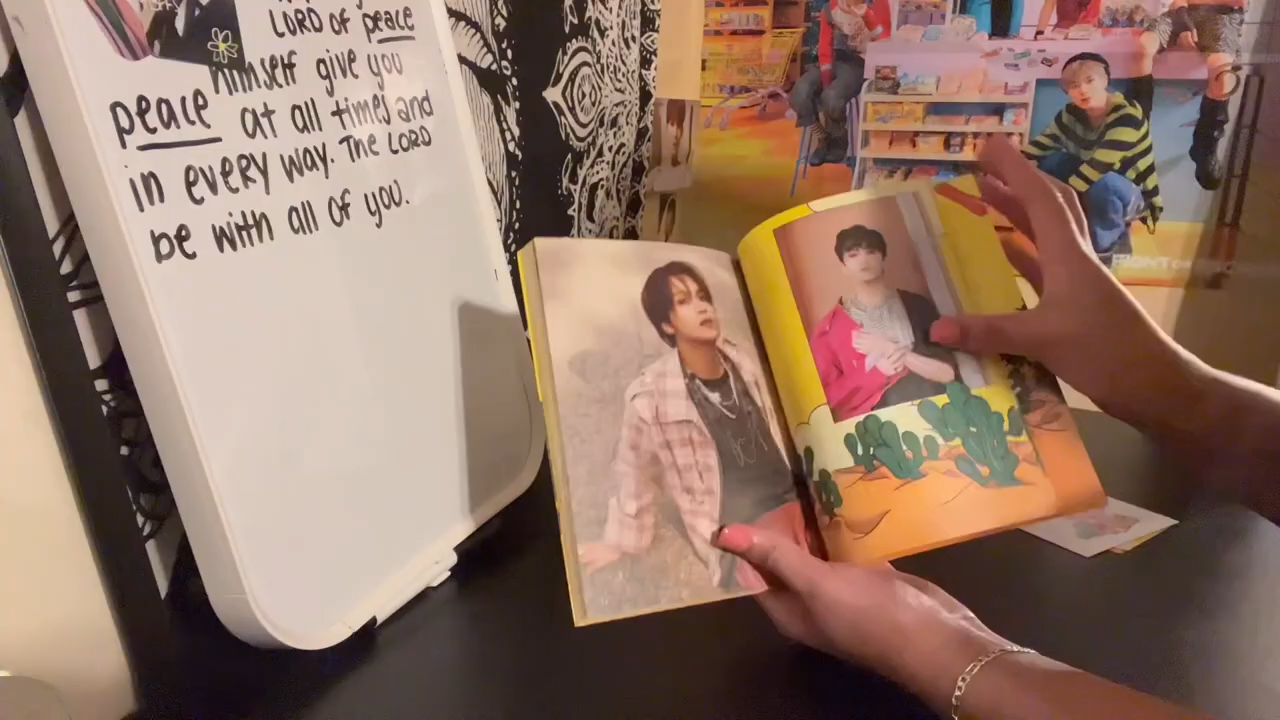 LORD OF peace
himself give you
peace at all times and
in every way. The LORD
be with all of you.